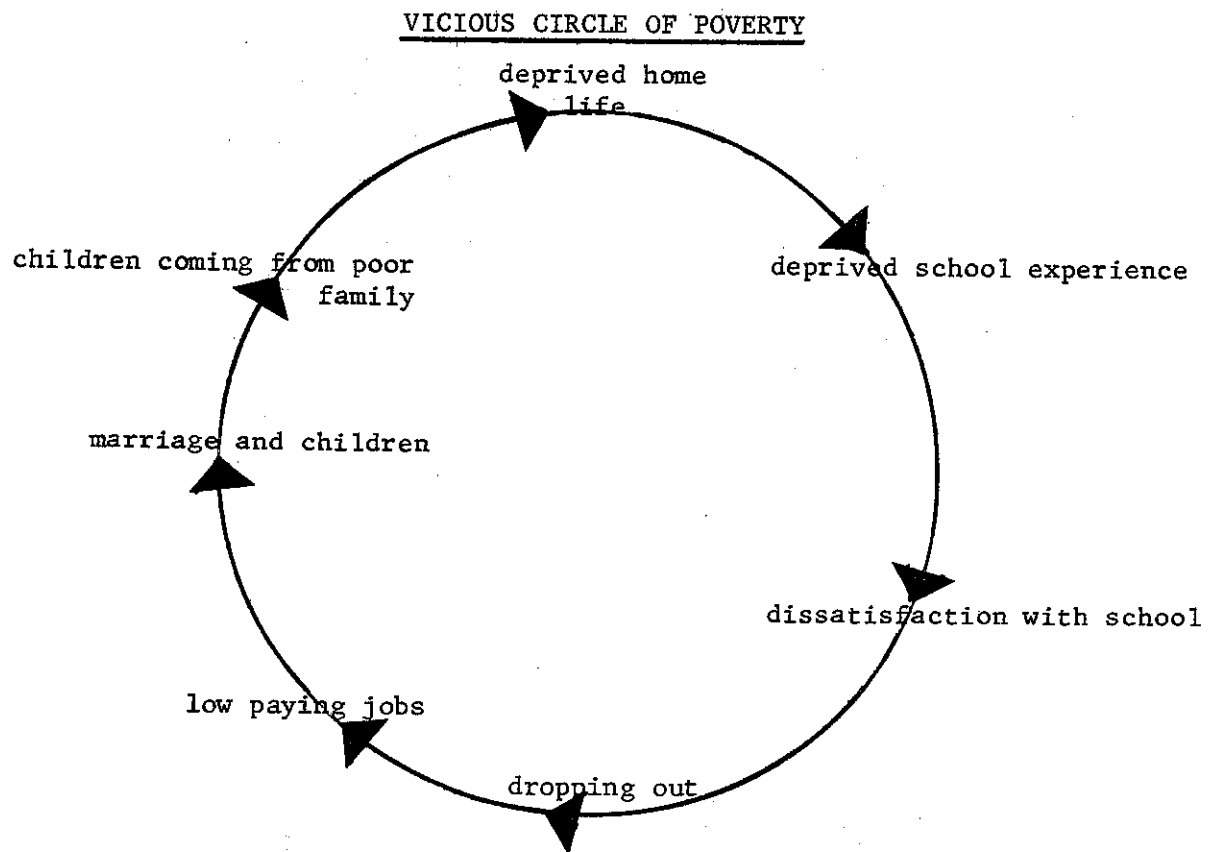 VICIOUS CIRCLE OF POVERTY
deprived home
life
deprived school experience
dissatisfaction with school
dropping out
low paying jobs
marriage and children
children coming from poor
family